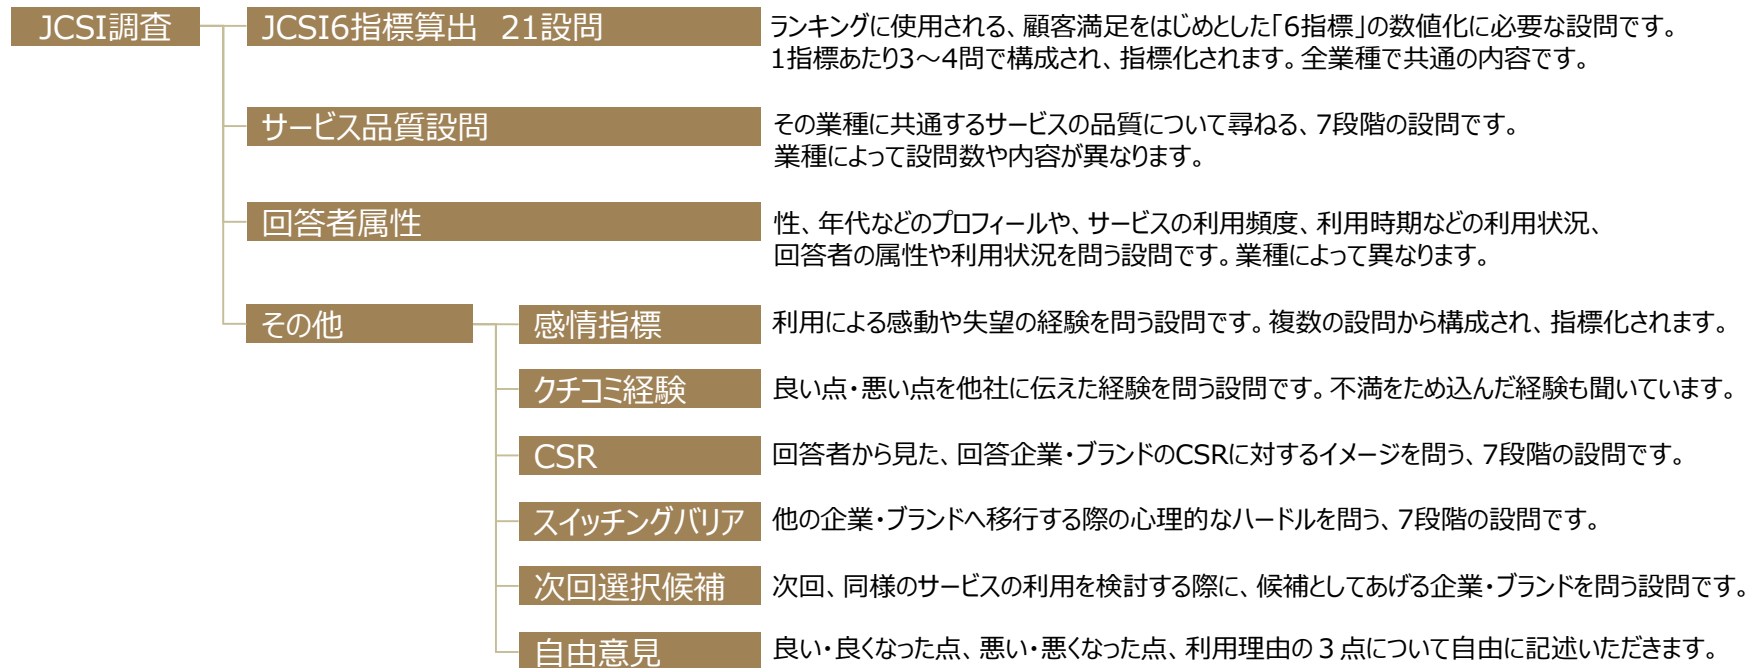 JCSI調査
JCSI6指標算出　21設問
ランキングに使用される、顧客満足をはじめとした「6指標」の数値化に必要な設問です。
1指標あたり3～4問で構成され、指標化されます。全業種で共通の内容です。
サービス品質設問
その業種に共通するサービスの品質について尋ねる、7段階の設問です。
業種によって設問数や内容が異なります。
回答者属性
性、年代などのプロフィールや、サービスの利用頻度、利用時期などの利用状況、
回答者の属性や利用状況を問う設問です。業種によって異なります。
その他
感情指標
利用による感動や失望の経験を問う設問です。複数の設問から構成され、指標化されます。
クチコミ経験
良い点・悪い点を他社に伝えた経験を問う設問です。不満をため込んだ経験も聞いています。
CSR
回答者から見た、回答企業・ブランドのCSRに対するイメージを問う、7段階の設問です。
スイッチングバリア
他の企業・ブランドへ移行する際の心理的なハードルを問う、7段階の設問です。
次回選択候補
次回、同様のサービスの利用を検討する際に、候補としてあげる企業・ブランドを問う設問です。
自由意見
良い・良くなった点、悪い・悪くなった点、利用理由の３点について自由に記述いただきます。